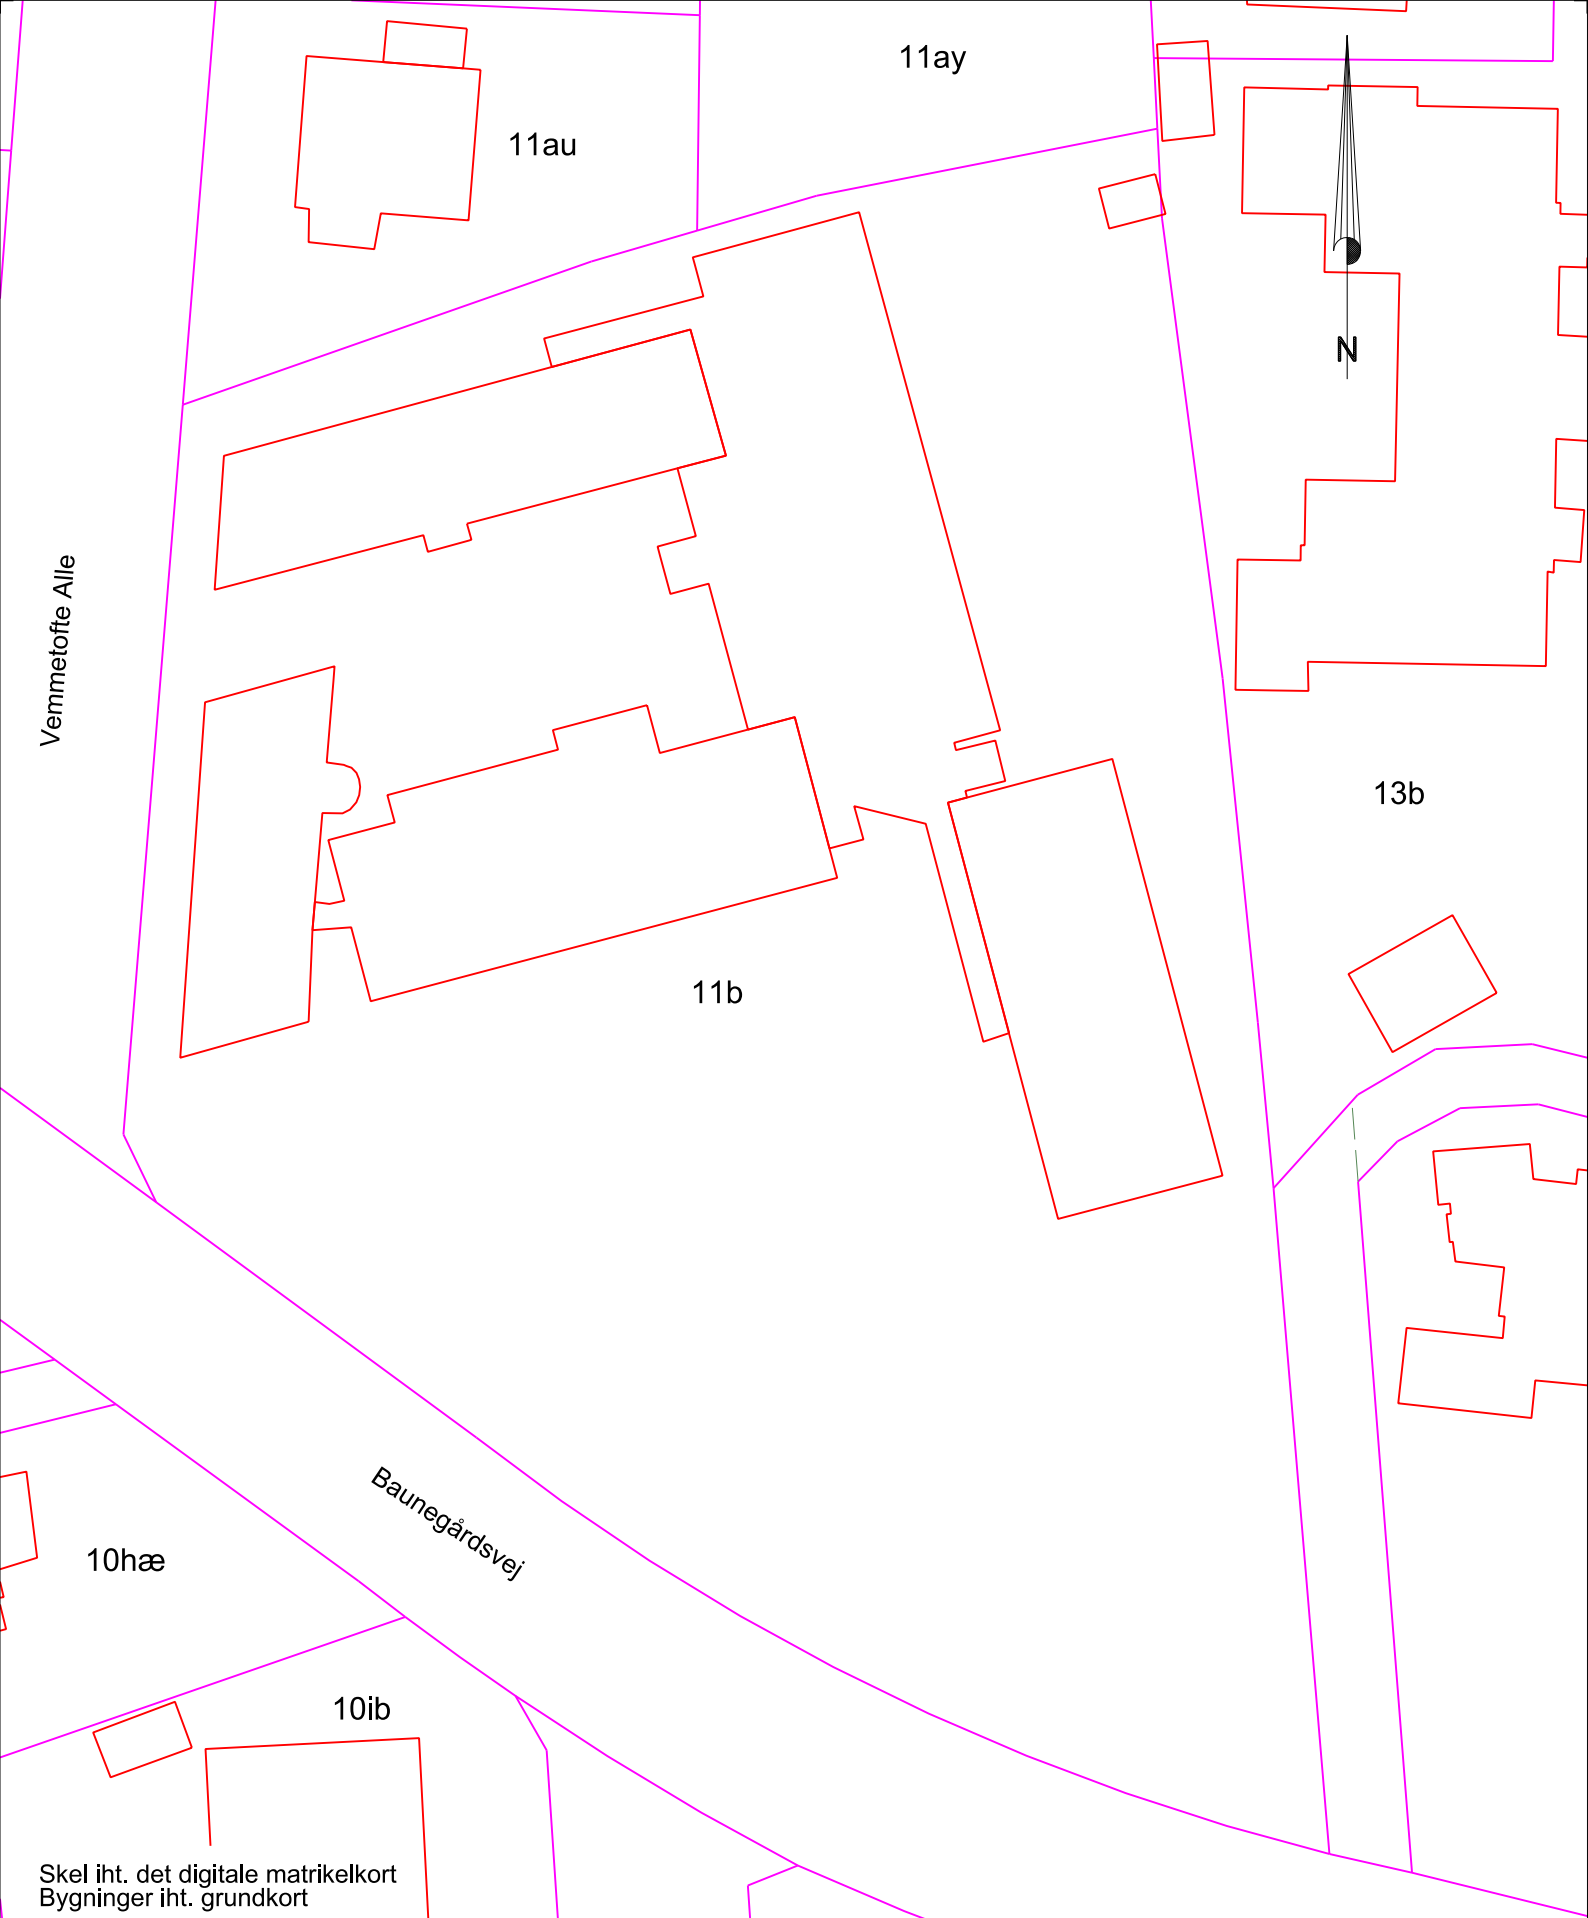 11ay
11au
N
Vemmetofte Alle
13b
11b
Baunegårdsvej
10hæ
10ib
Skel iht. det digitale matrikelkort
Bygninger iht. grundkort